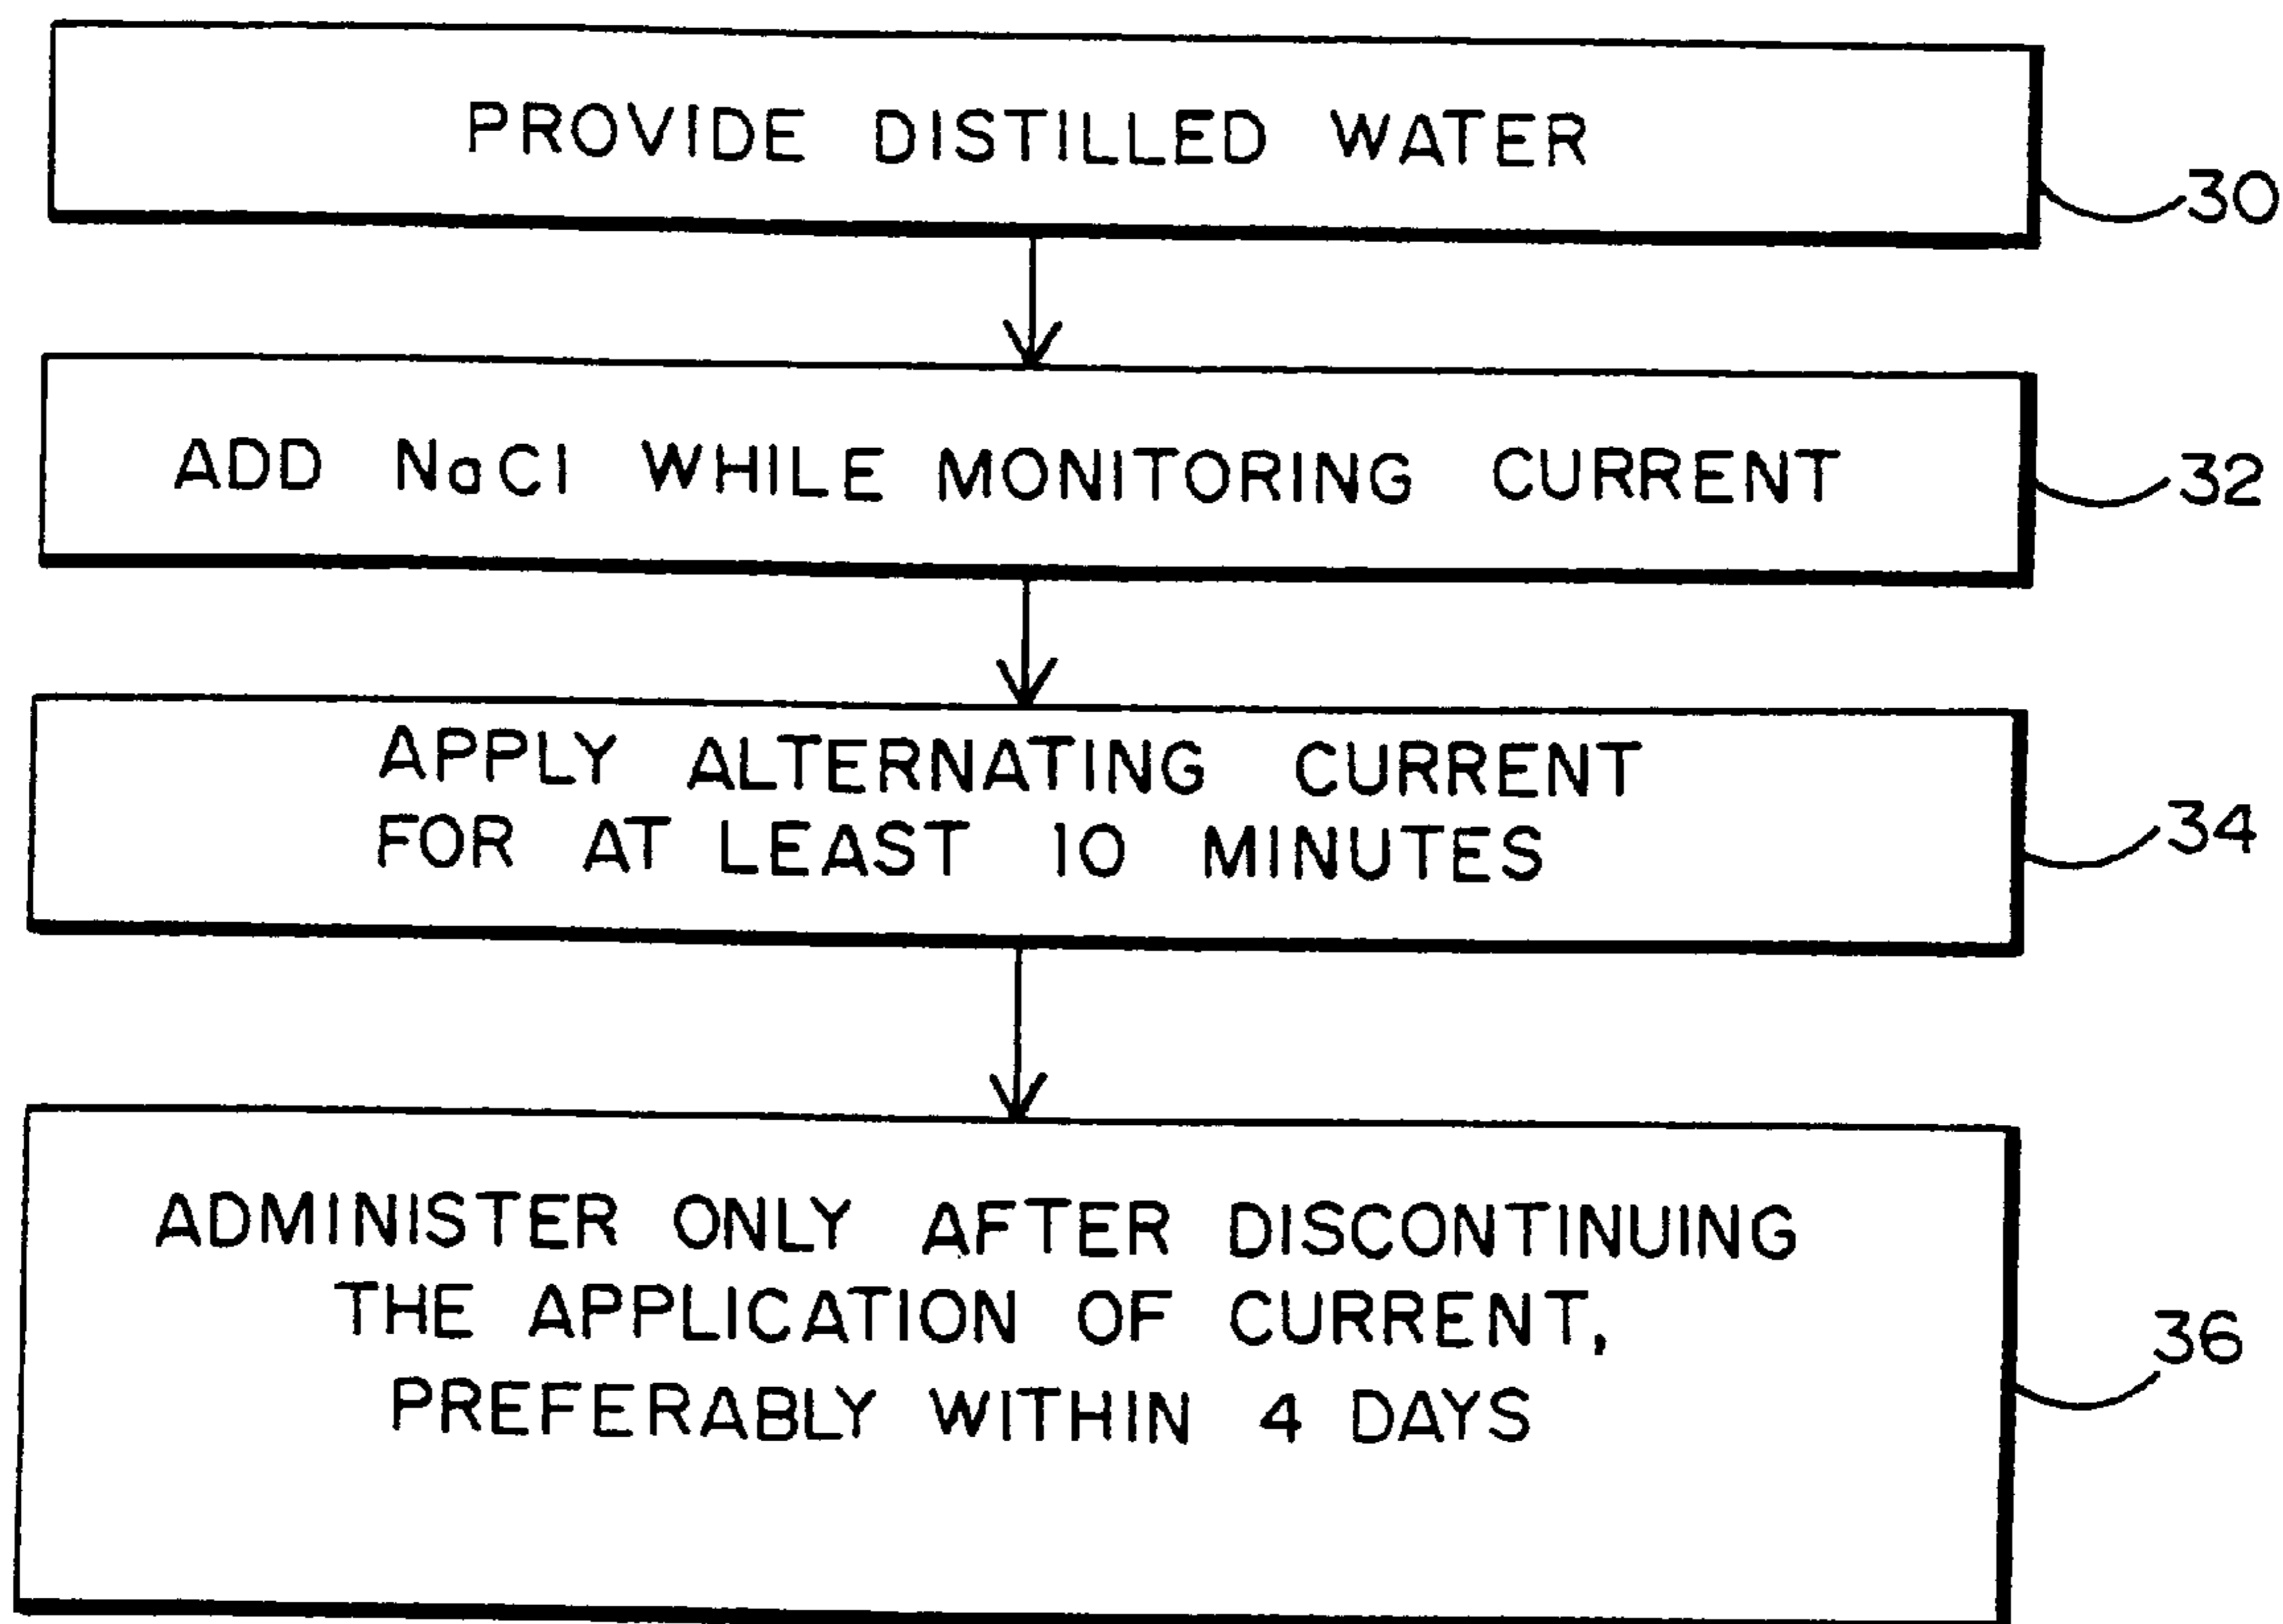 PROVIDE DISTILLED WATER
30
ADD NaCl WHILE MONITORING CURRENT
32
APPLY ALTERNATING CURRENT
FOR AT LEAST 10 MINUTES
34
ADMINISTER ONLY AFTER DISCONTINUING
THE APPLICATION OF CURRENT,
PREFERABLY WITHIN 4 DAYS
36